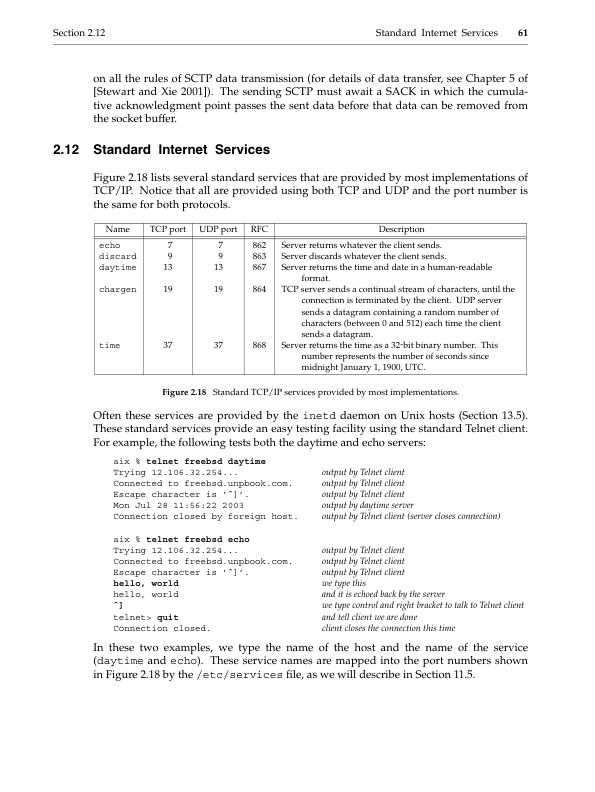 Section 2.12 Standard Internet Services 61
on all the rules of SCTP data transmission (for details of data transfer, see Chapter 5 of
[Stewart and Xie 2001]). The sending SCTP must await a SACK in which the cumula-
tive acknowledgment point passes the sent data before that data can be removed from
the socket buffer.
2.12 Standard Internet Services
Figure 2.18 lists several standard services that are provided by most implementations of
TCP/IP. Notice that all are provided using both TCP and UDP and the port number is
the same for both protocols.
Name TCP port UDP port RFC Description
echo 7 7 862 Server returns whatever the client sends.
discard 9 9 863 Server discards whatever the client sends.
daytime 13 13 867 Server returns the time and date in a human-readable
format.
chargen 19 19 864 TCP server sends a continual stream of characters, until the
connection is terminated by the client. UDP server
sends a datagram containing a random number of
characters (between 0 and 512) each time the client
sends a datagram.
time 37 37 868 Server returns the time as a 32-bit binary number. This
number represents the number of seconds since
midnight January 1, 1900, UTC.
Figure 2.18 Standard TCP/IP services provided by most implementations.
Often these services are provided by the inetd daemon on Unix hosts (Section 13.5).
These standard services provide an easy testing facility using the standard Telnet client.
For example, the following tests both the daytime and echo servers:
aix % telnet freebsd daytime
Trying 12.106.32.254... output by Telnet client
Connected to freebsd.unpbook.com. output by Telnet client
Escape character is '^]'. output by Telnet client
Mon Jul 28 11:56:22 2003 output by daytime server
Connection closed by foreign host. output by Telnet client (server closes connection)
aix % telnet freebsd echo
Trying 12.106.32.254... output by Telnet client
Connected to freebsd.unpbook.com. output by Telnet client
Escape character is '^]'. output by Telnet client
hello, world we type this
hello, world and it is echoed back by the server
^] we type control and right bracket to talk to Telnet client
telnet> quit and tell client we are done
Connection closed. client closes the connection this time
In these two examples, we type the name of the host and the name of the service
(daytime and echo). These service names are mapped into the port numbers shown
in Figure 2.18 by the /etc/services file, as we will describe in Section 11.5.